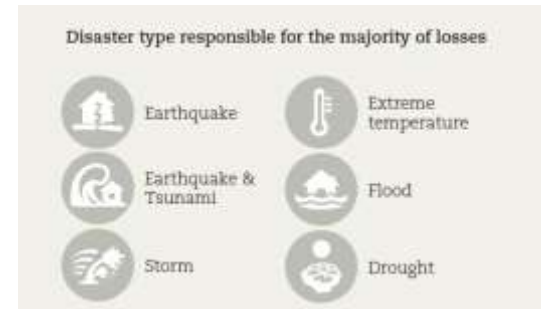 Disaster type responsible for the majority of losses
Earthquake
Extreme
temperature
Earthquake &
Tsunami
Flood
Storm
Drought